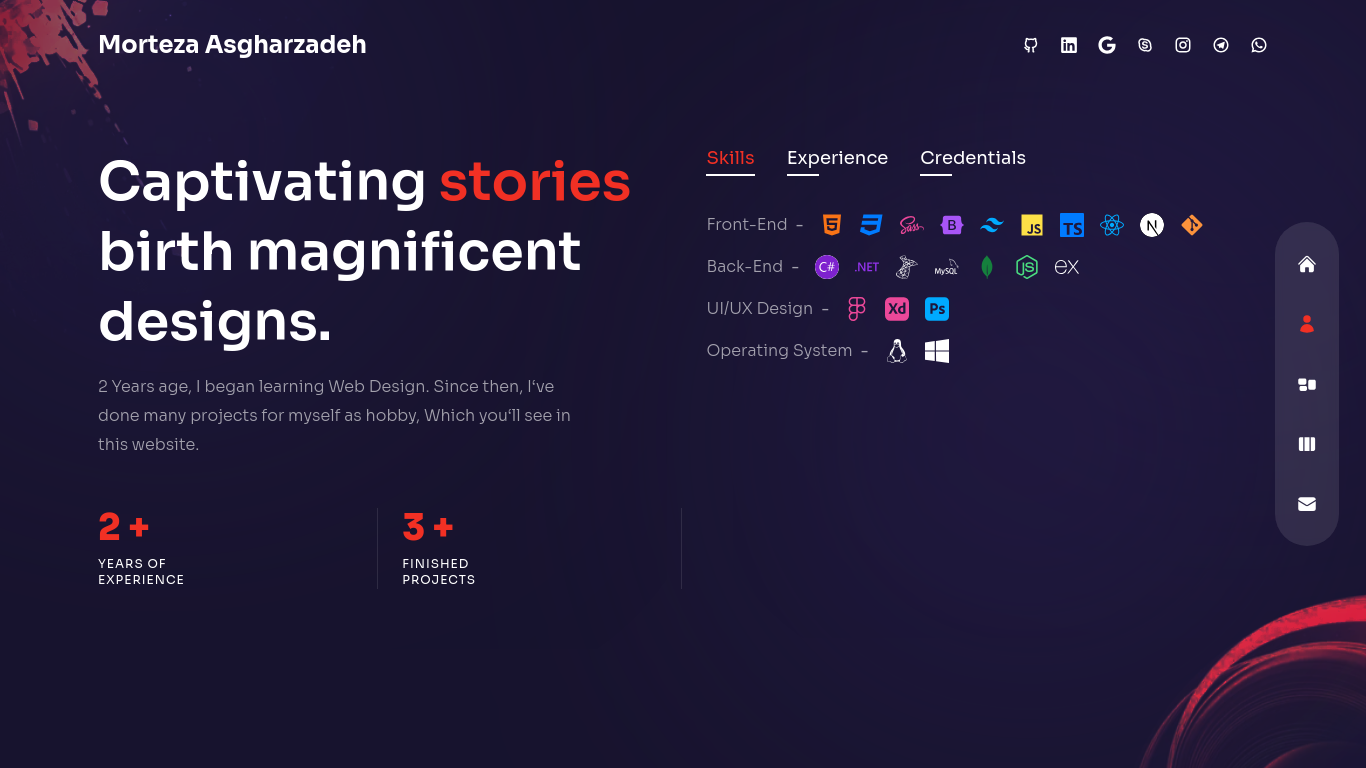 Morteza Asgharzadeh
Captivating stories
birth magnificent
designs.
2 Years age, I began learning Web Design. Since then, I‘ve
done many projects for myself as hobby, Which you‘ll see in
this website.
2 +
YEARS OF
EXPERIENCE
3 +
FINISHED
PROJECTS
Skills Experience Credentials
Front-End - 5 3 Sass B JS TS N
Back-End - C# .NET MySQL JS ex
UI/UX Design - Xd Ps
Operating System -